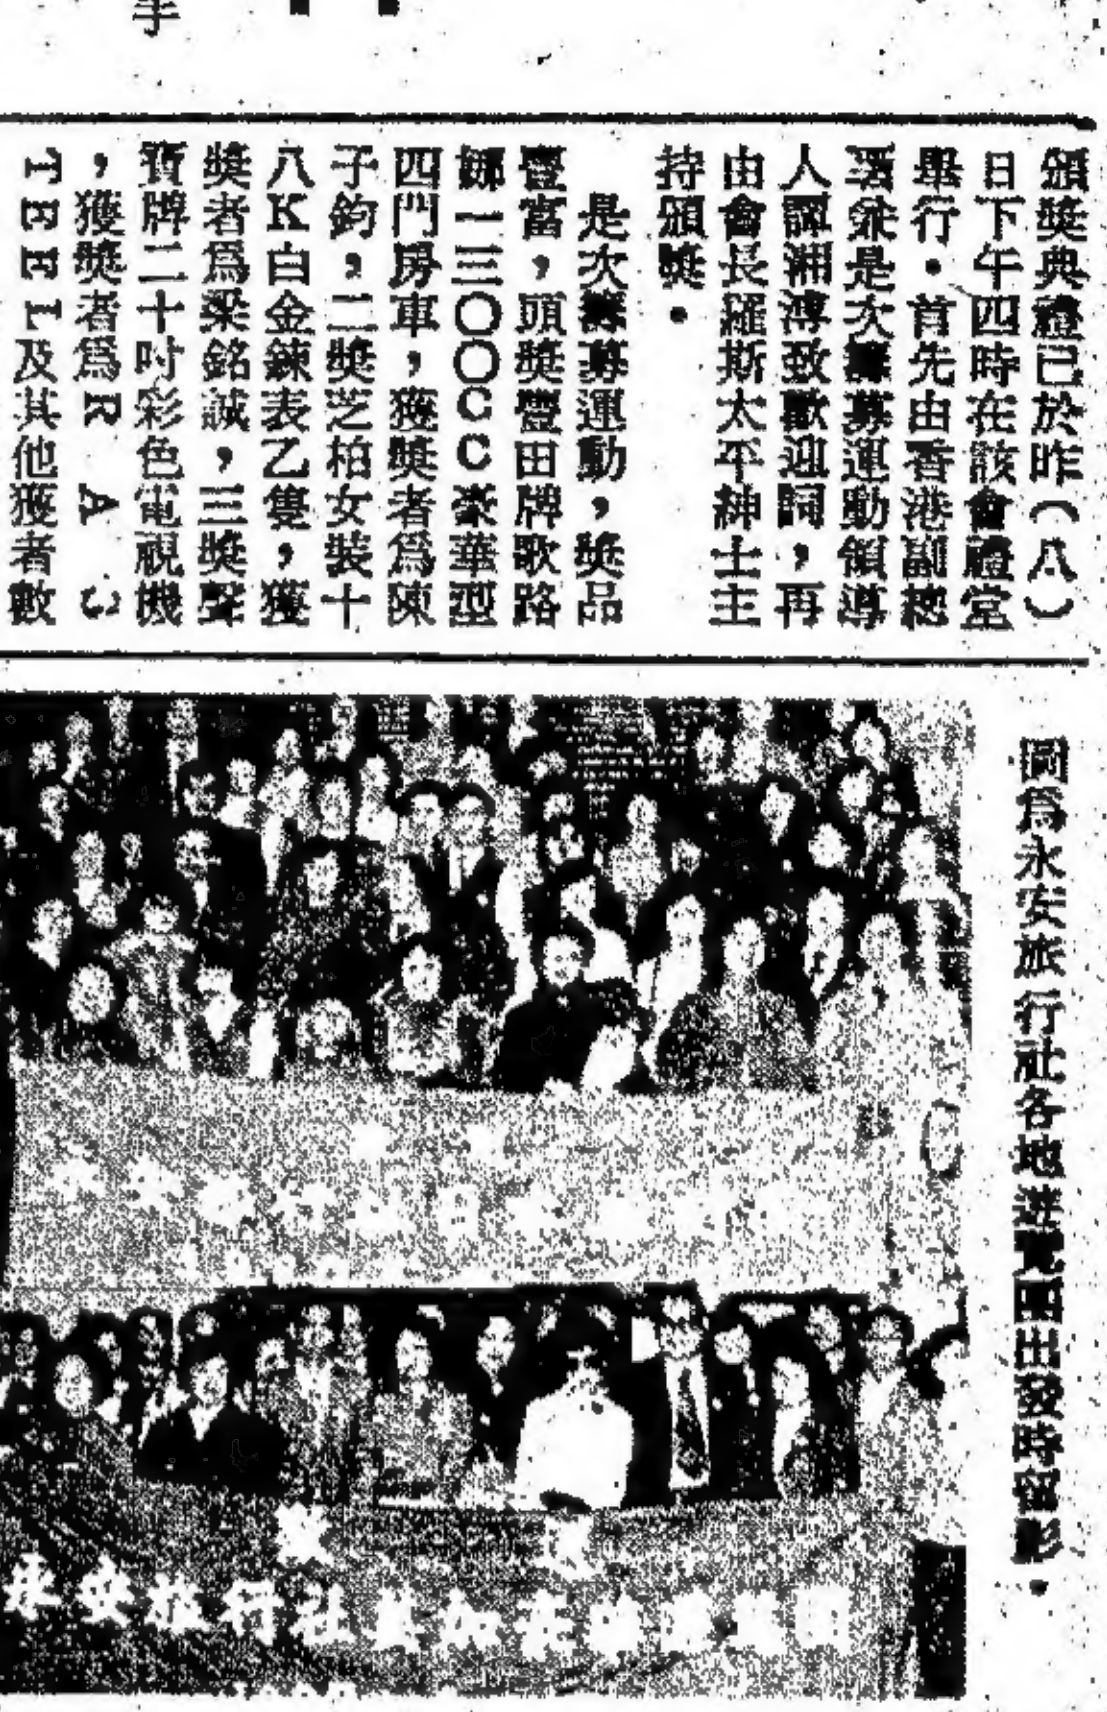 手
頒獎典禮已於昨（八）
日下午四時在該會禮堂
舉行。首先由香港副總
是次籌募運動領導
人譚湘溥致歡迎詞，再
由會長羅斯太平紳士主
持頒獎。
是次籌募運動，獎品
豐富，頭獎豐田牌歌路
娜一三〇〇CC豪華型
四門房車，獲獎者為陳
子鈞，二獎芝柏女裝十
八K白金鍊表乙隻，獲
獎者為梁銘誠，三獎聲
寶牌二十吋彩色電視機
，獲獎者為R　A　C
TEEL及其他獲者數
圖為永安旅行社各地遊覽團出發時留影。
永安旅行社